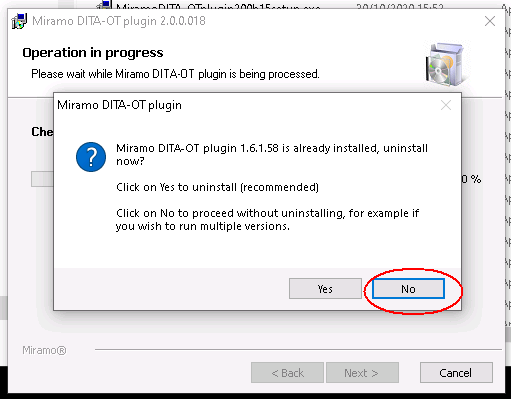 MiramoDITA-OTplugin200b15setup.exe 30/10/2020 15:52
Miramo DITA-OT plugin 2.0.0.018
Operation in progress
Please wait while Miramo DITA-OT plugin is being processed.
Miramo DITA-OT plugin
Che
Miramo DITA-OT plugin 1.6.1.58 is already installed, uninstall
now?
0 %
Click on Yes to uninstall (recommended)
Click on No to proceed without uninstalling, for example if
you wish to run multiple versions.
Yes
No
Miramo®
< Back
Next >
Cancel